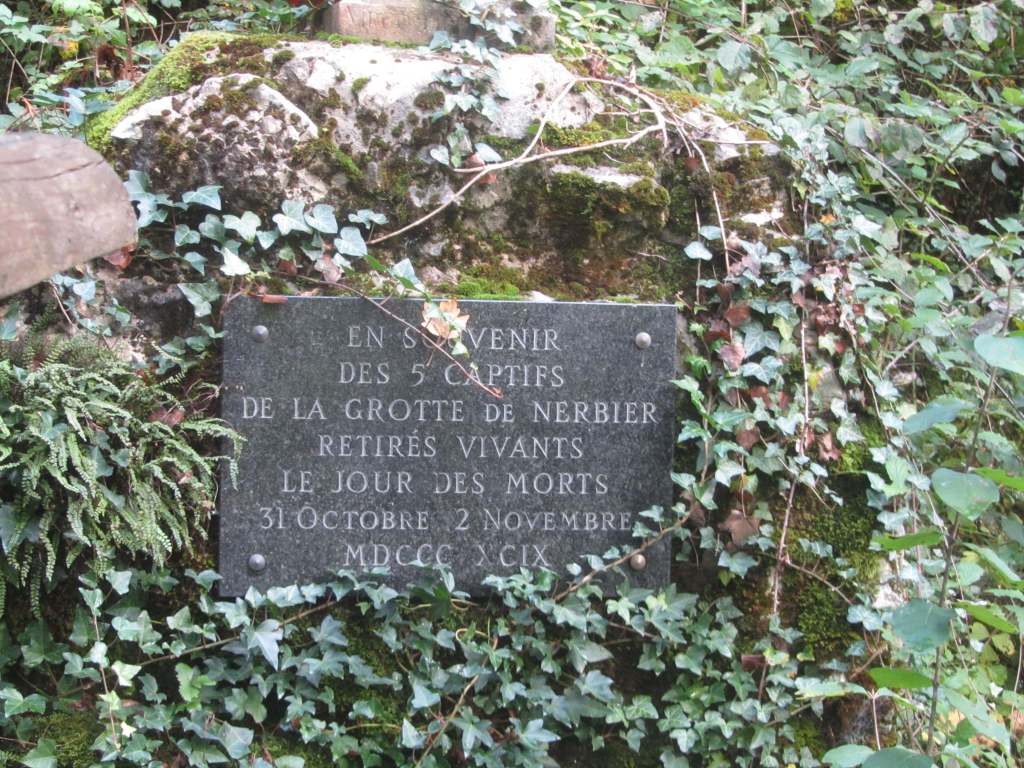 EN SOUVENIR
DES 5 CAPTIFS
DE LA GROTTE DE NERBIER
RETIRÉS VIVANTS
LE JOUR DES MORTS
31 OCTOBRE 2 NOVEMBRE
MDCCC XCIX